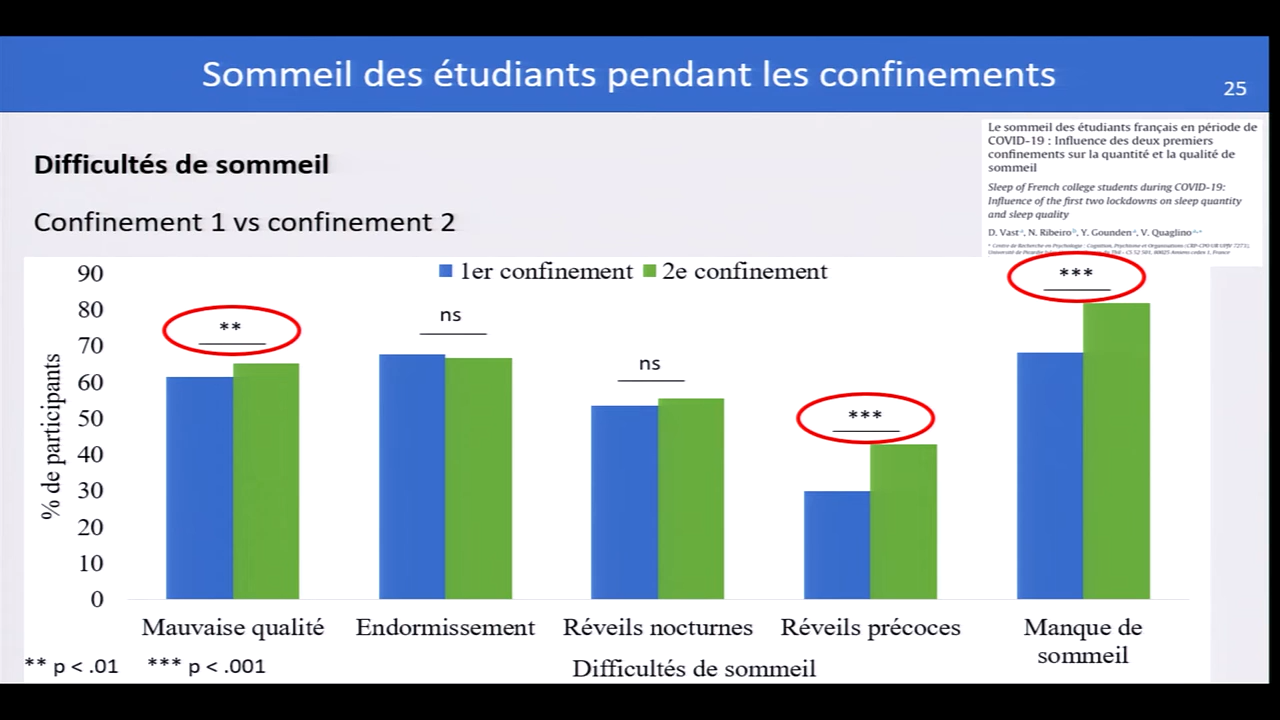 Sommeil des étudiants pendant les confinements
25
Le sommeil des étudiants français en période de
COVID-19 : Influence des deux premiers
confinements sur la quantité et la qualité de
sommeil
Sleep of French college students during COVID-19:
Influence of the first two lockdowns on sleep quantity
and sleep quality
D. Vast, N. Ribeiro, Y. Gounden, V. Quaglino
Difficultés de sommeil
Confinement 1 vs confinement 2
1er confinement 2e confinement
% de participants
90
80
70
60
50
40
30
20
10
0
**
ns
ns
***
***
Mauvaise qualité
Endormissement
Réveils nocturnes
Réveils précoces
Manque de
sommeil
Difficultés de sommeil
** p < .01 *** p < .001